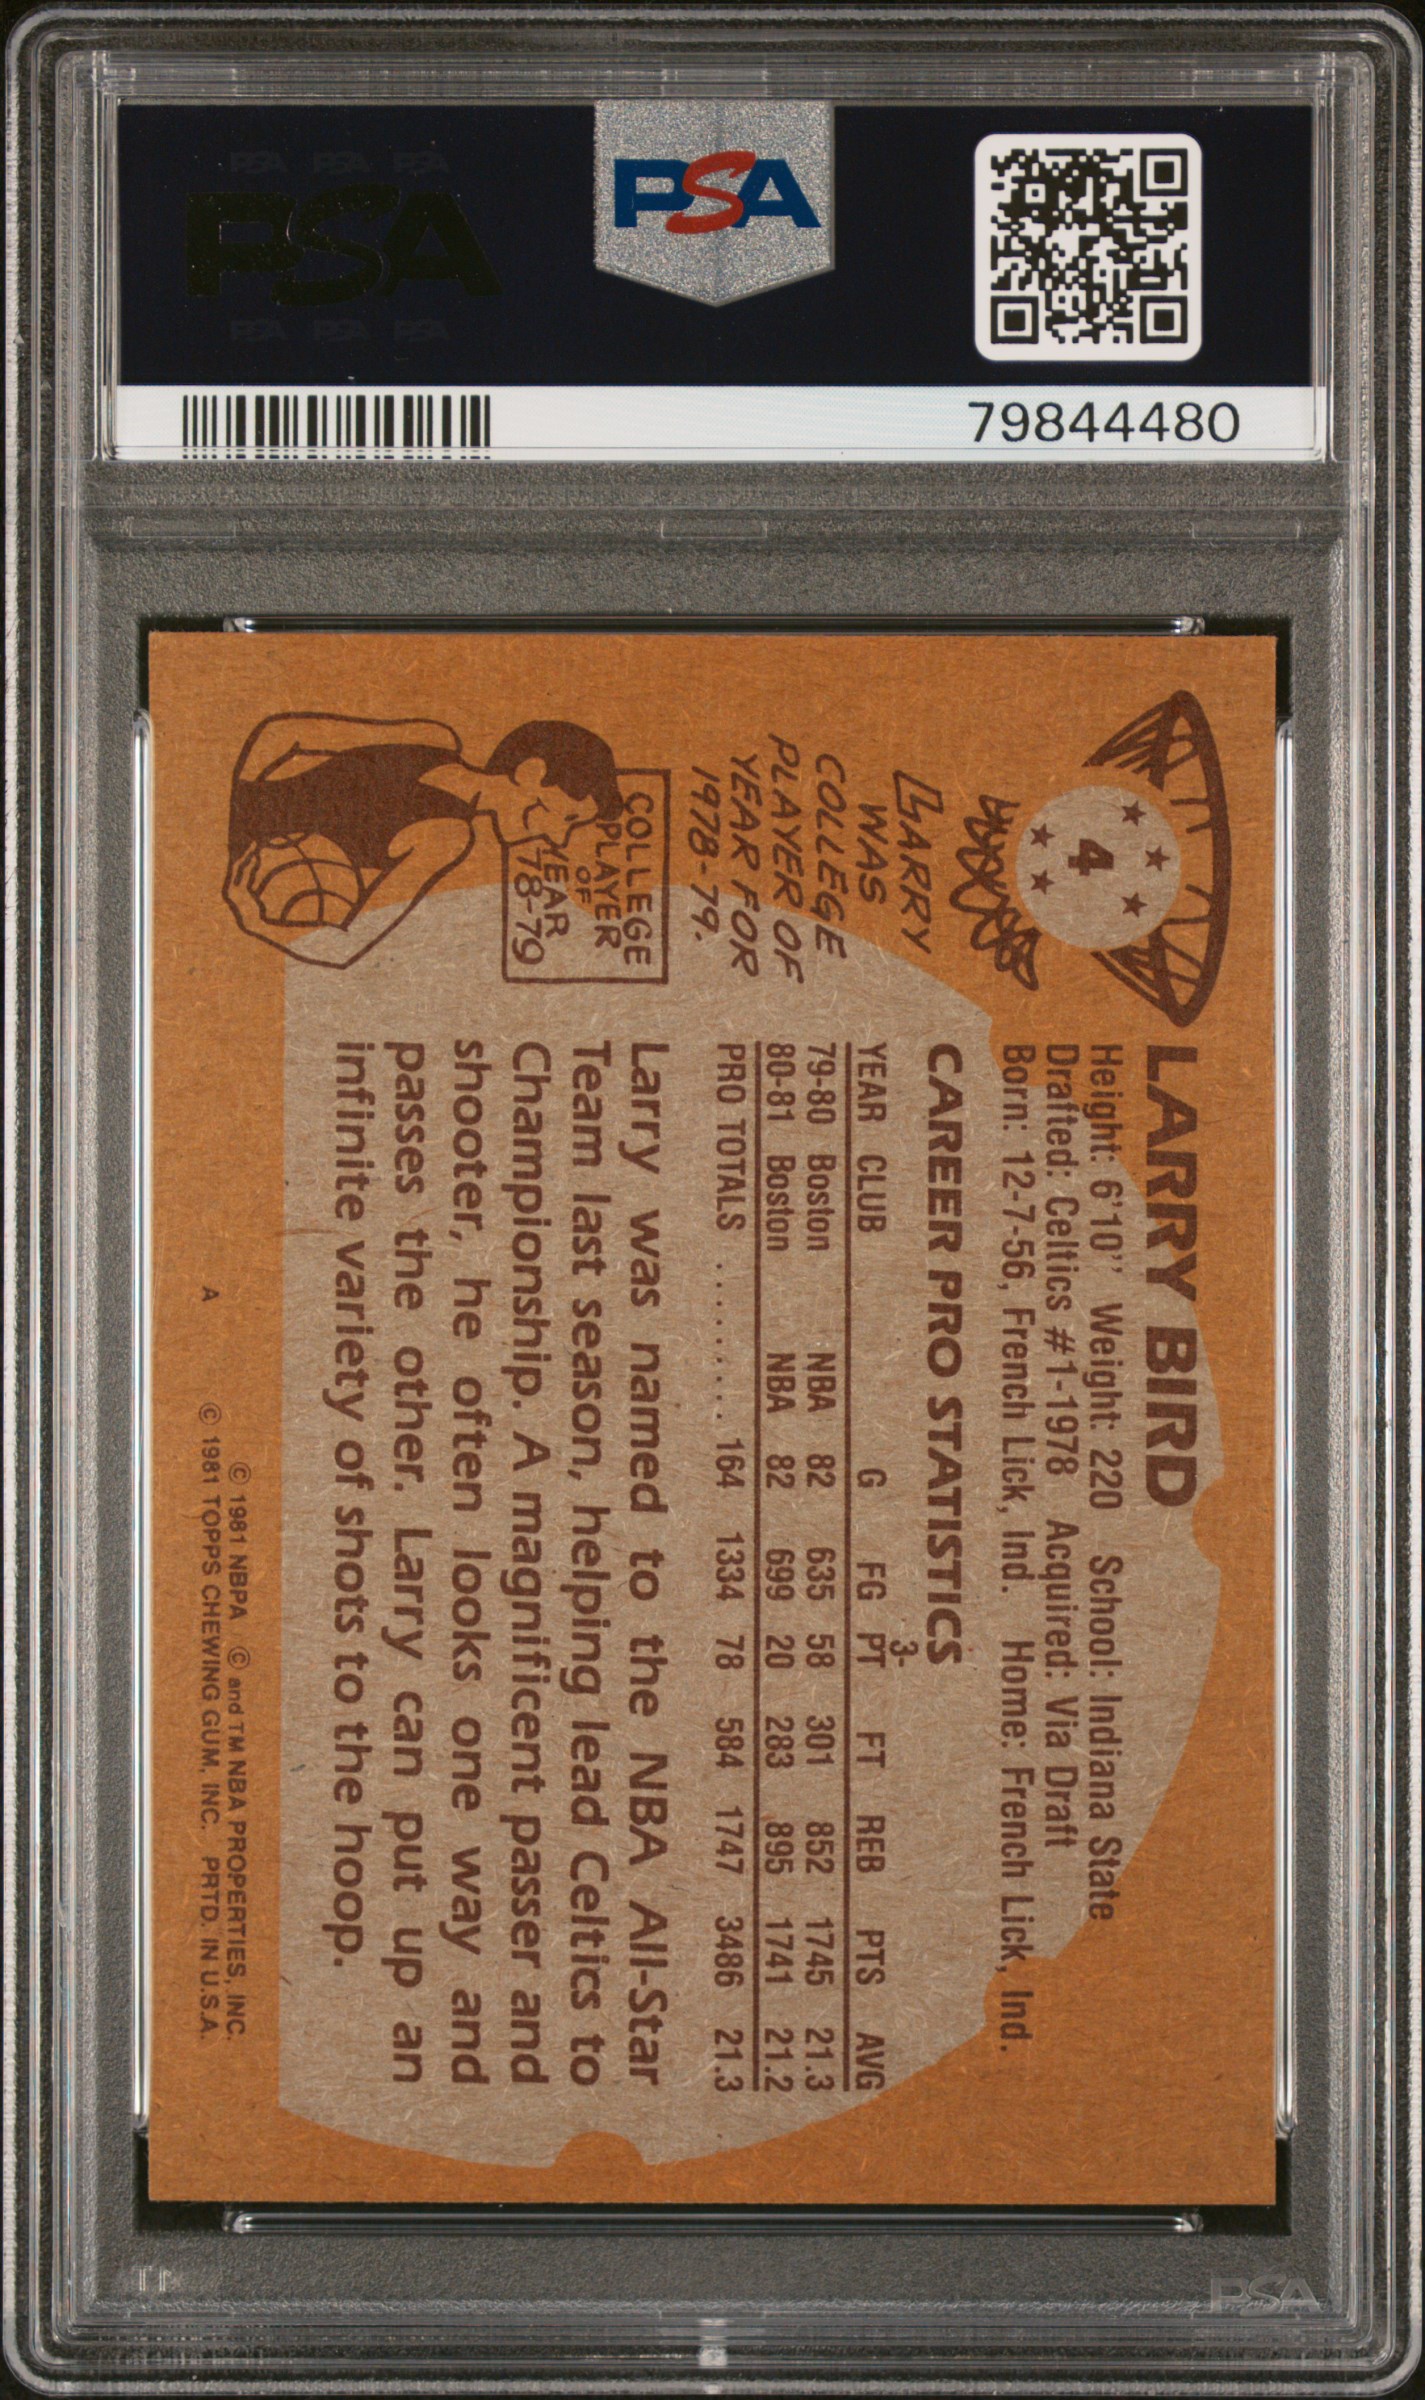 PSA PSA PSA
PSA
PSA PSA PSA
PSA
79844480
4
LARRY BIRD
Height: 6'10" Weight: 220 School: Indiana State
Drafted: Celtics #1-1978 Acquired: Via Draft
Born: 12-7-56, French Lick, Ind. Home: French Lick, Ind.
CAREER PRO STATISTICS
3-
YEAR CLUB G FG PT FT REB PTS AVG
79-80 Boston NBA 82 635 58 301 852 1745 21.3
80-81 Boston NBA 82 699 20 283 895 1741 21.2
PRO TOTALS ........ 164 1334 78 584 1747 3486 21.3
Larry was named to the NBA All-Star
Team last season, helping lead Celtics to
Championship. A magnificent passer and
shooter, he often looks one way and
passes the other. Larry can put up an
infinite variety of shots to the hoop.
LARRY
WAS
COLLEGE
PLAYER OF
YEAR FOR
1978-79.
COLLEGE
PLAYER
OF
YEAR
78-79
© 1981 NBPA © and TM NBA PROPERTIES, INC.
A © 1981 TOPPS CHEWING GUM, INC. PRTD. IN U.S.A.
PSA